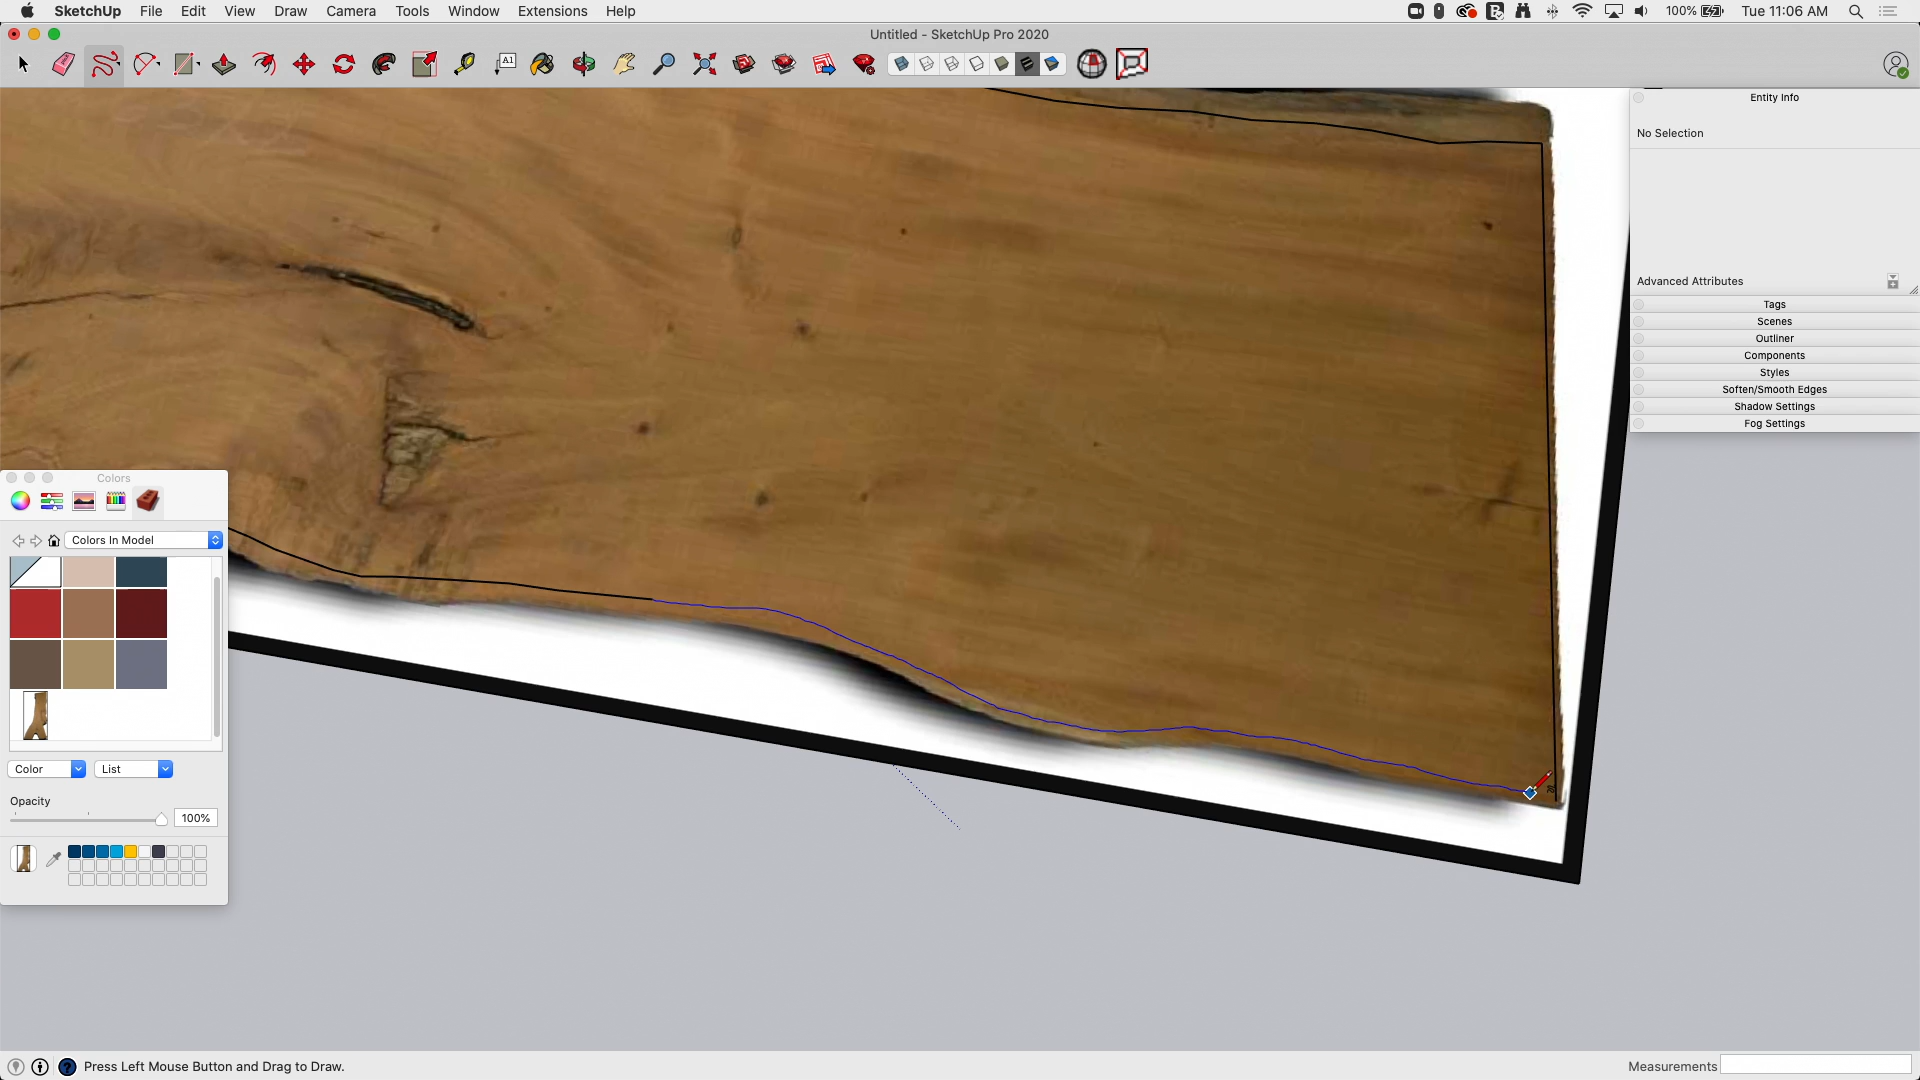 SketchUp File Edit View Draw Camera Tools Window Extensions Help
100% Tue 11:06 AM
Untitled - SketchUp Pro 2020
A1
Entity Info
No Selection
Advanced Attributes
Tags
Scenes
Outliner
Components
Styles
Soften/Smooth Edges
Shadow Settings
Fog Settings
Colors
Colors In Model
Color List
Opacity
100%
Press Left Mouse Button and Drag to Draw.
Measurements